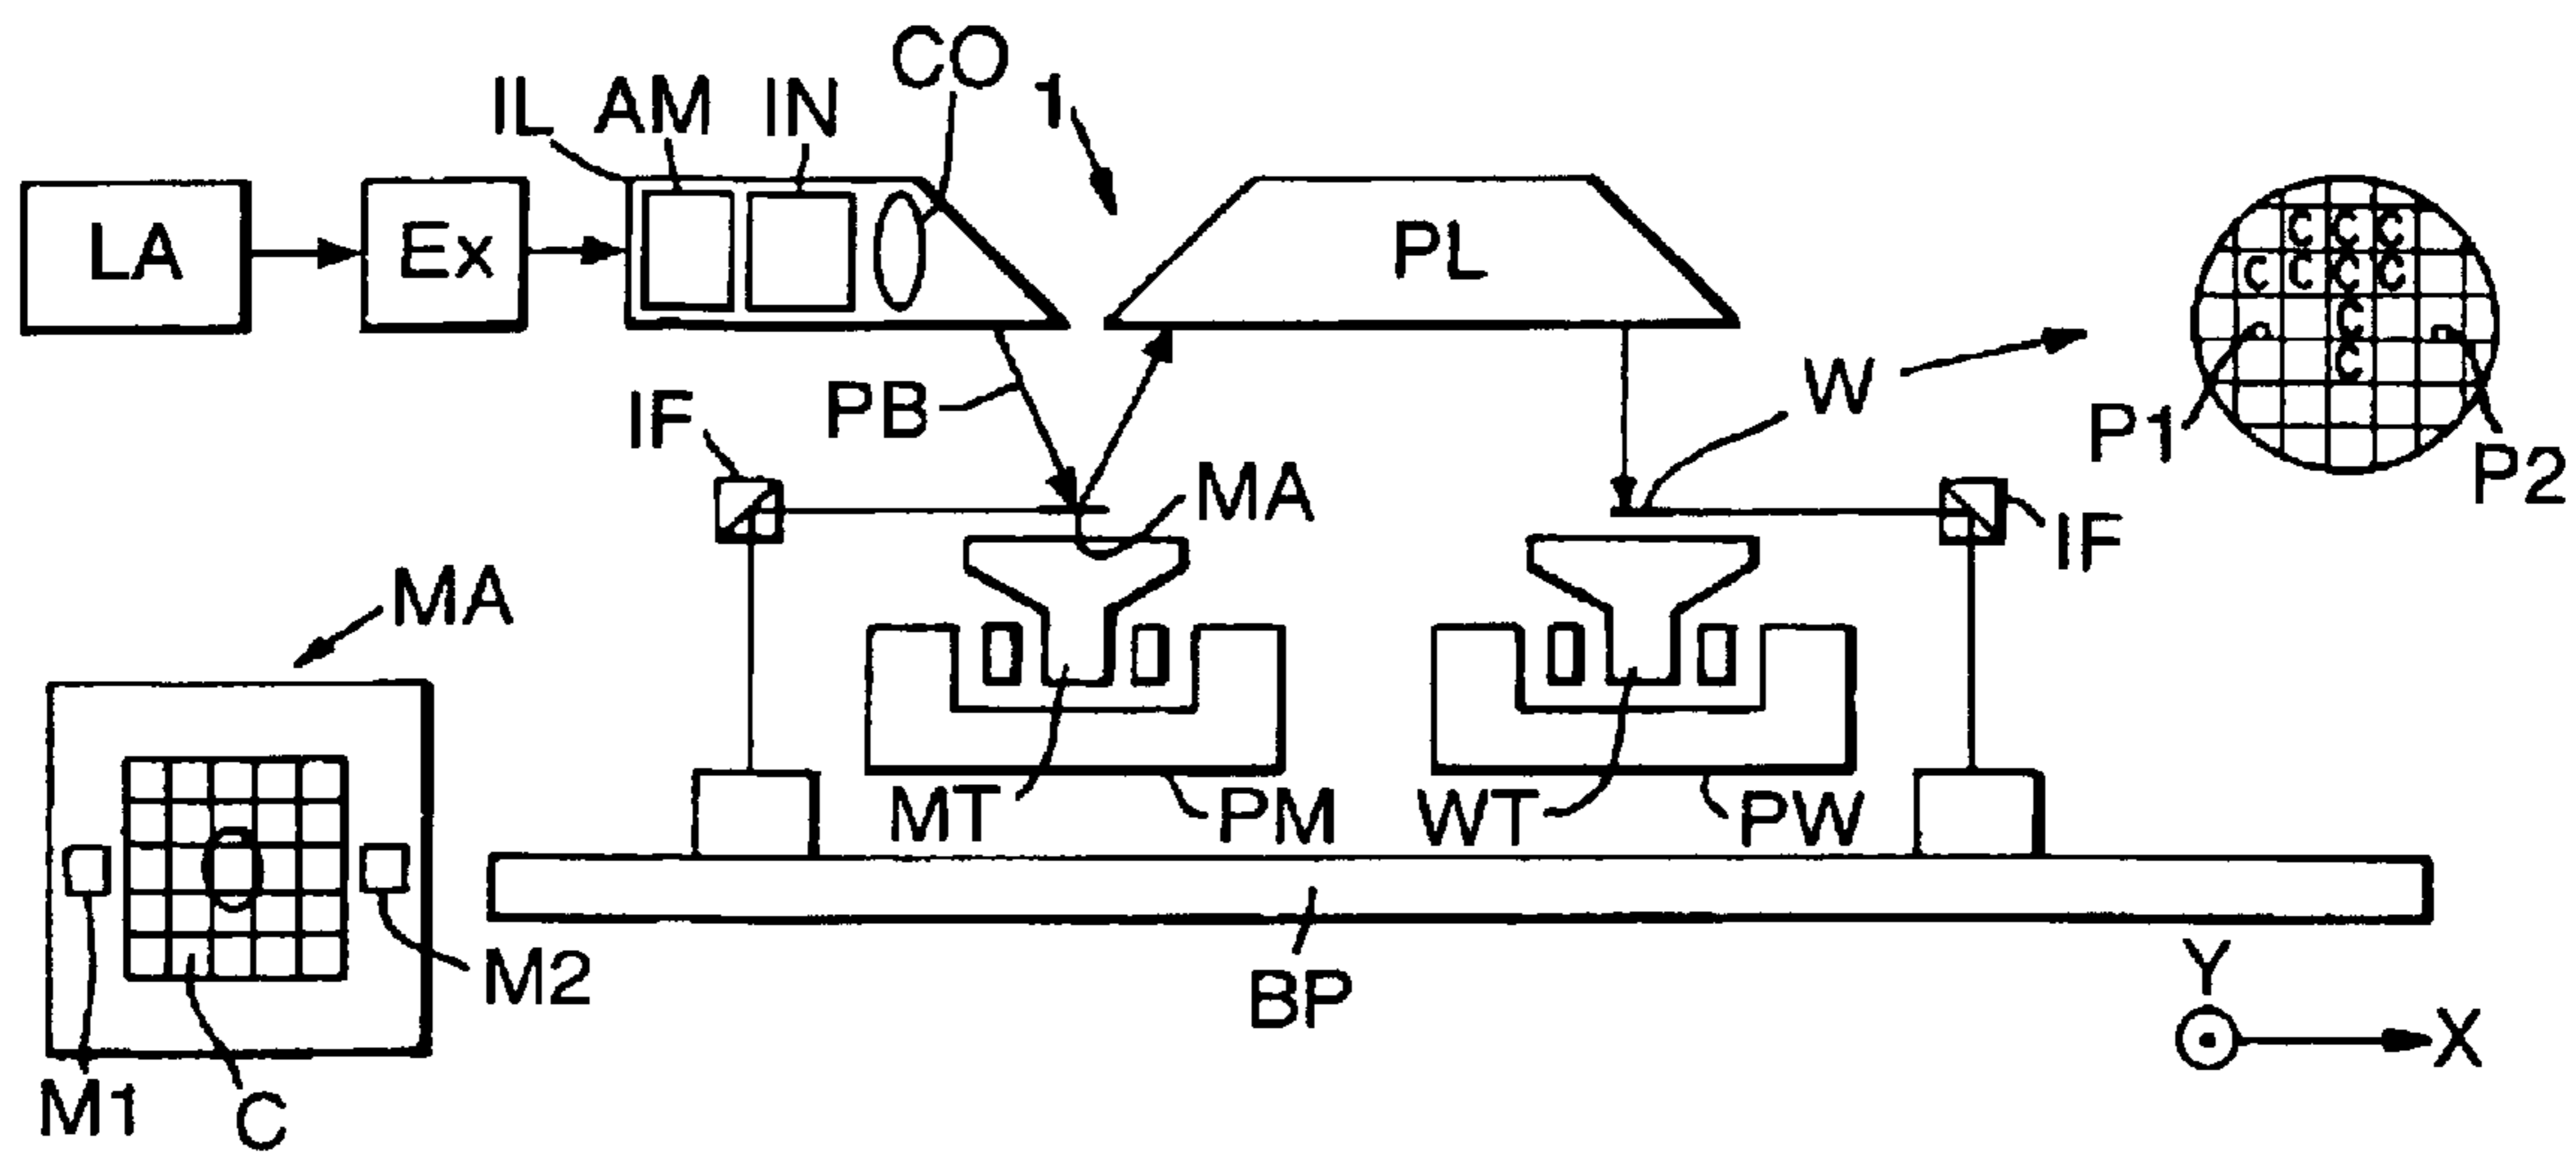 CO
IL AM IN 1
LA Ex PL
C C C
C C C C
C
C
PB W
IF P1 P2
MA IF
MA
MT PM WT PW
M2 BP
Y
X
M1 C